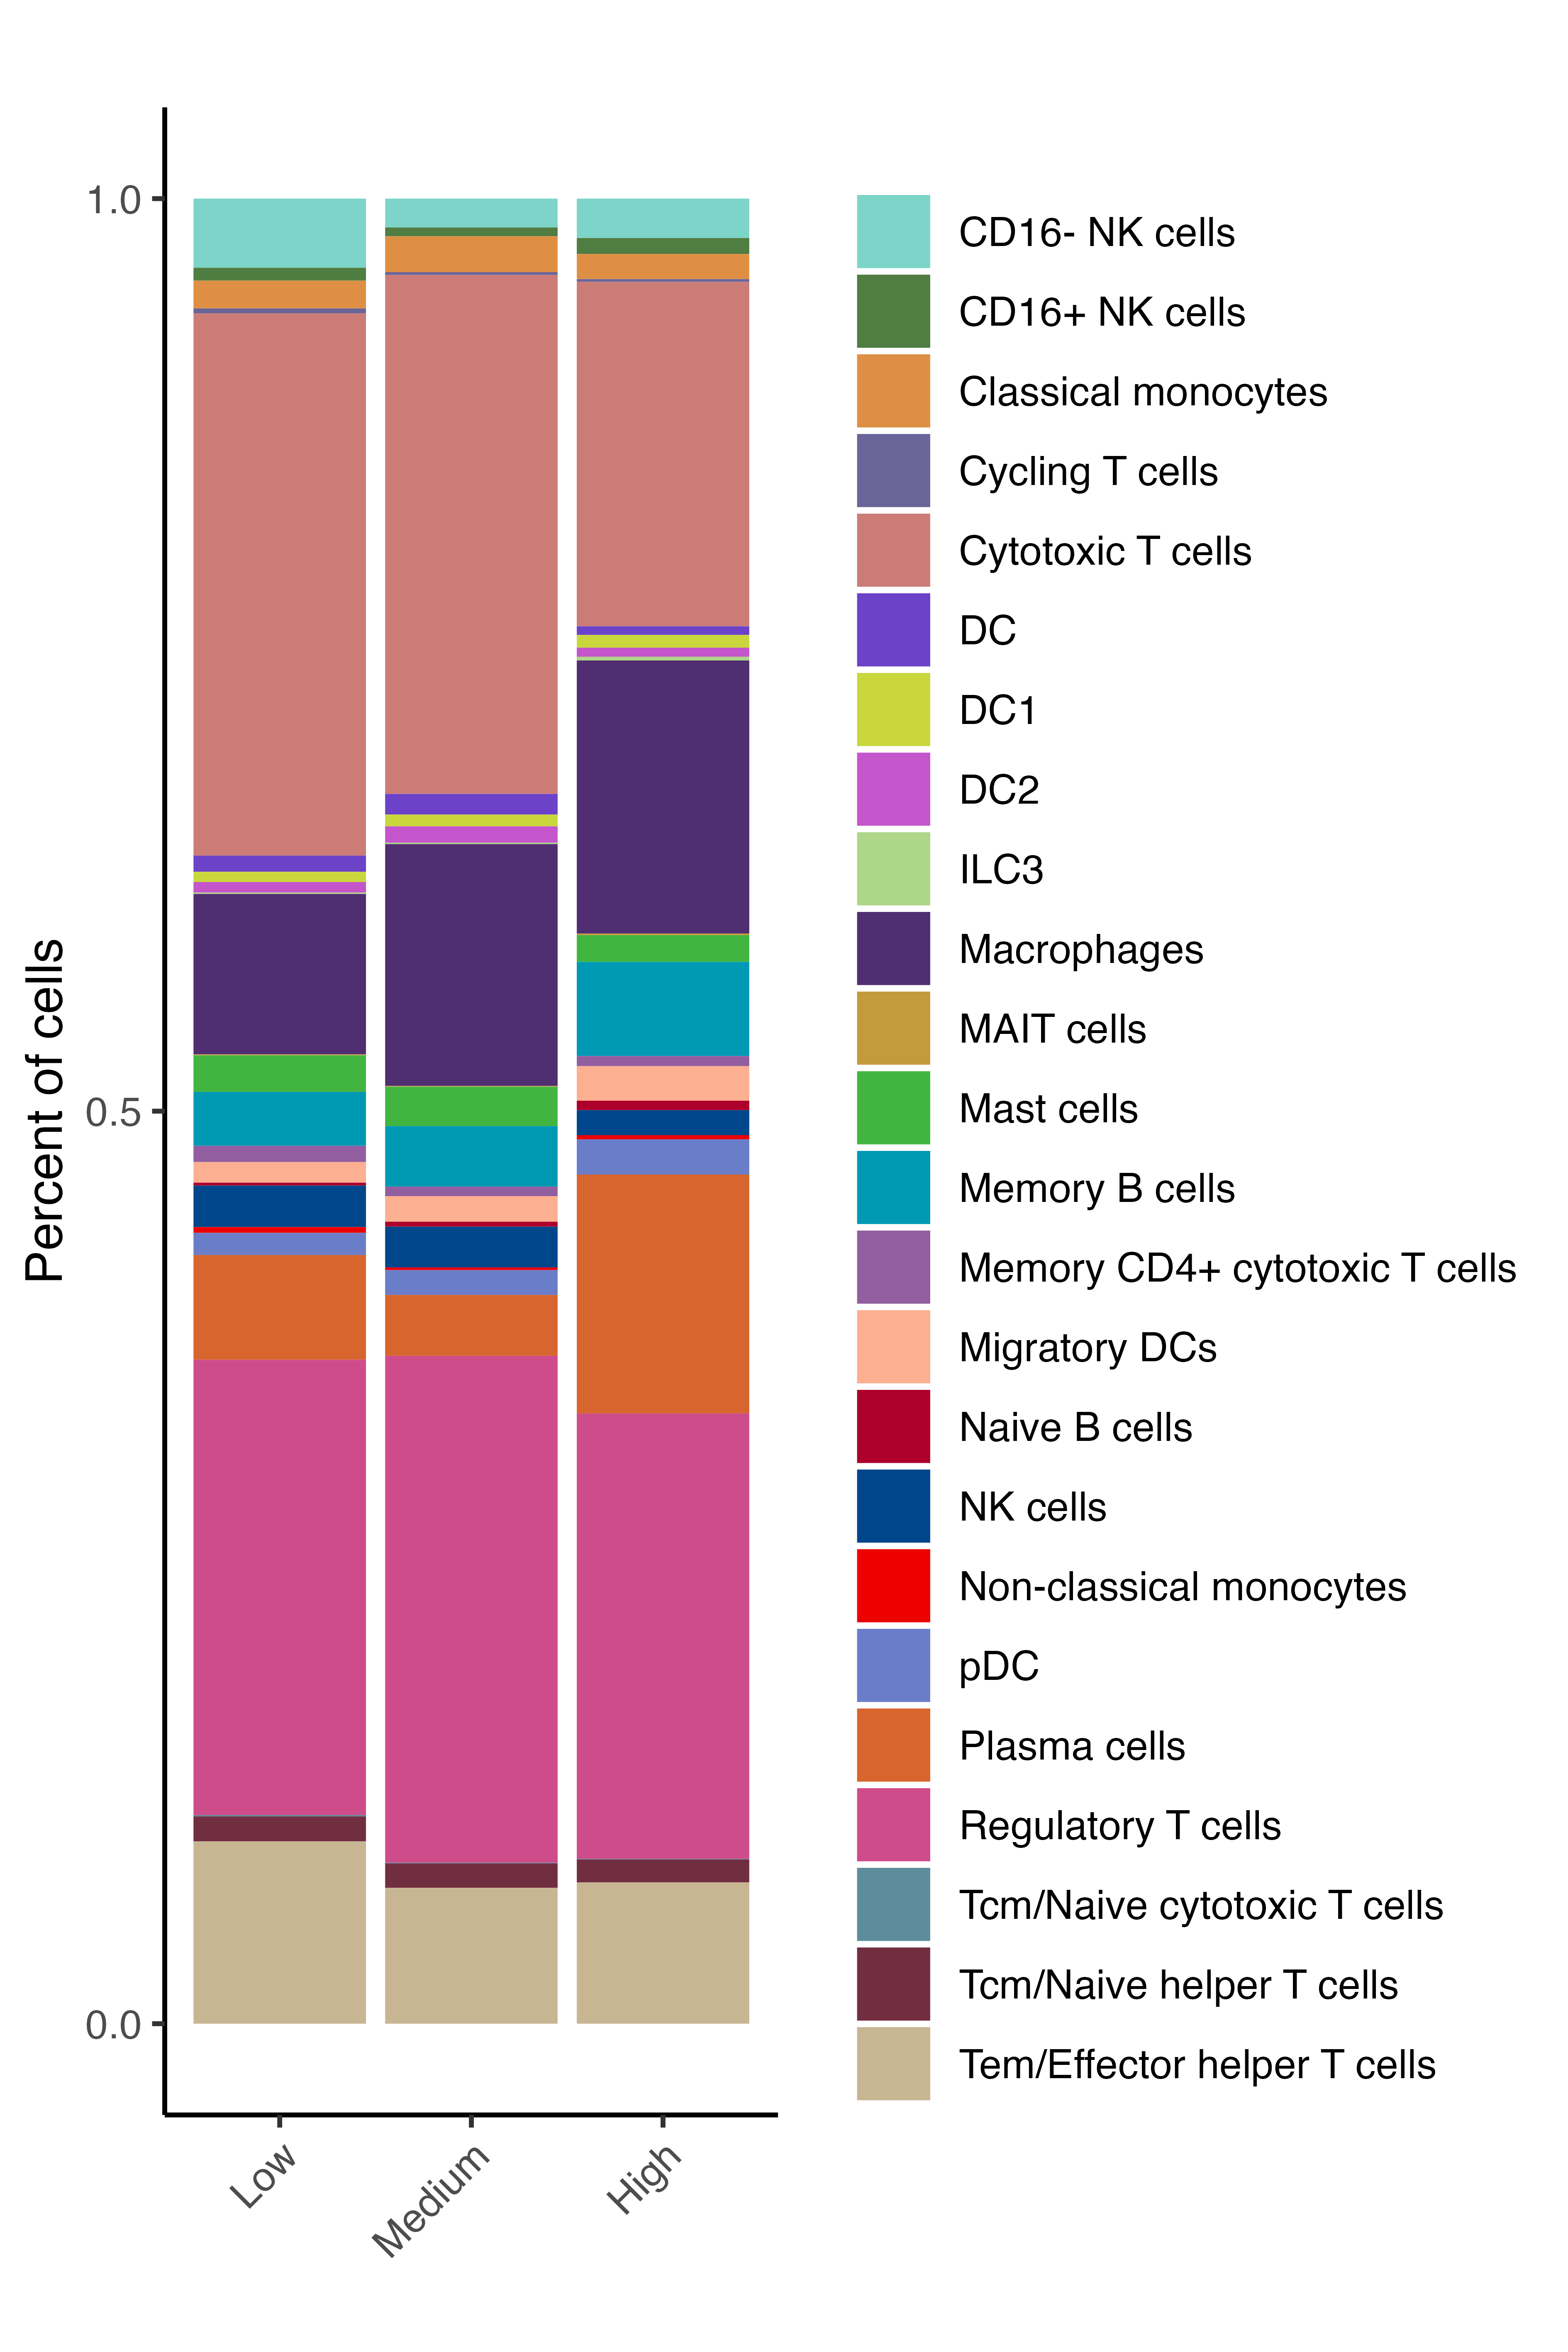 Percent of cells
1.0
0.5
0.0
Low
Medium
High
CD16- NK cells
CD16+ NK cells
Classical monocytes
Cycling T cells
Cytotoxic T cells
DC
DC1
DC2
ILC3
Macrophages
MAIT cells
Mast cells
Memory B cells
Memory CD4+ cytotoxic T cells
Migratory DCs
Naive B cells
NK cells
Non-classical monocytes
pDC
Plasma cells
Regulatory T cells
Tcm/Naive cytotoxic T cells
Tcm/Naive helper T cells
Tem/Effector helper T cells